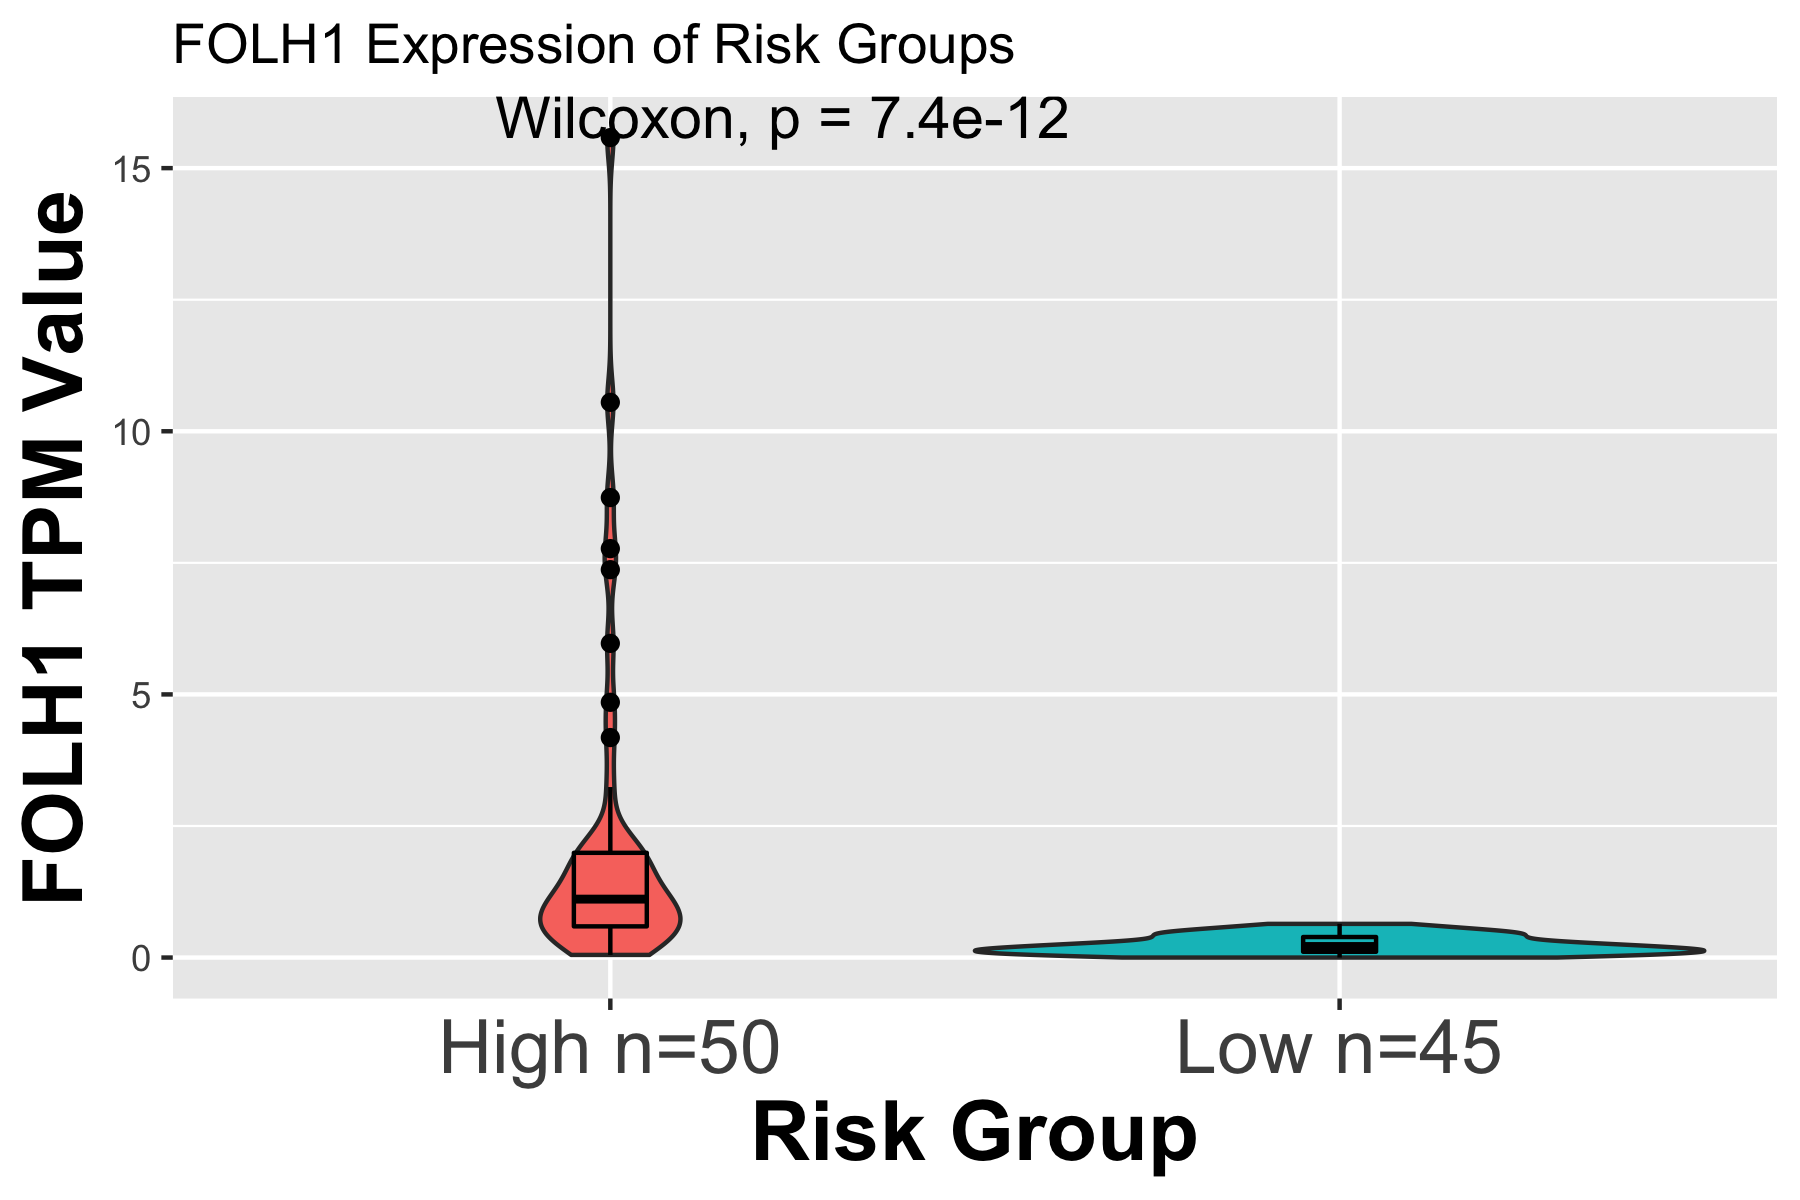 FOLH1 Expression of Risk Groups
Wilcoxon, p = 7.4e-12
FOLH1 TPM Value
15
10
5
0
High n=50
Low n=45
Risk Group